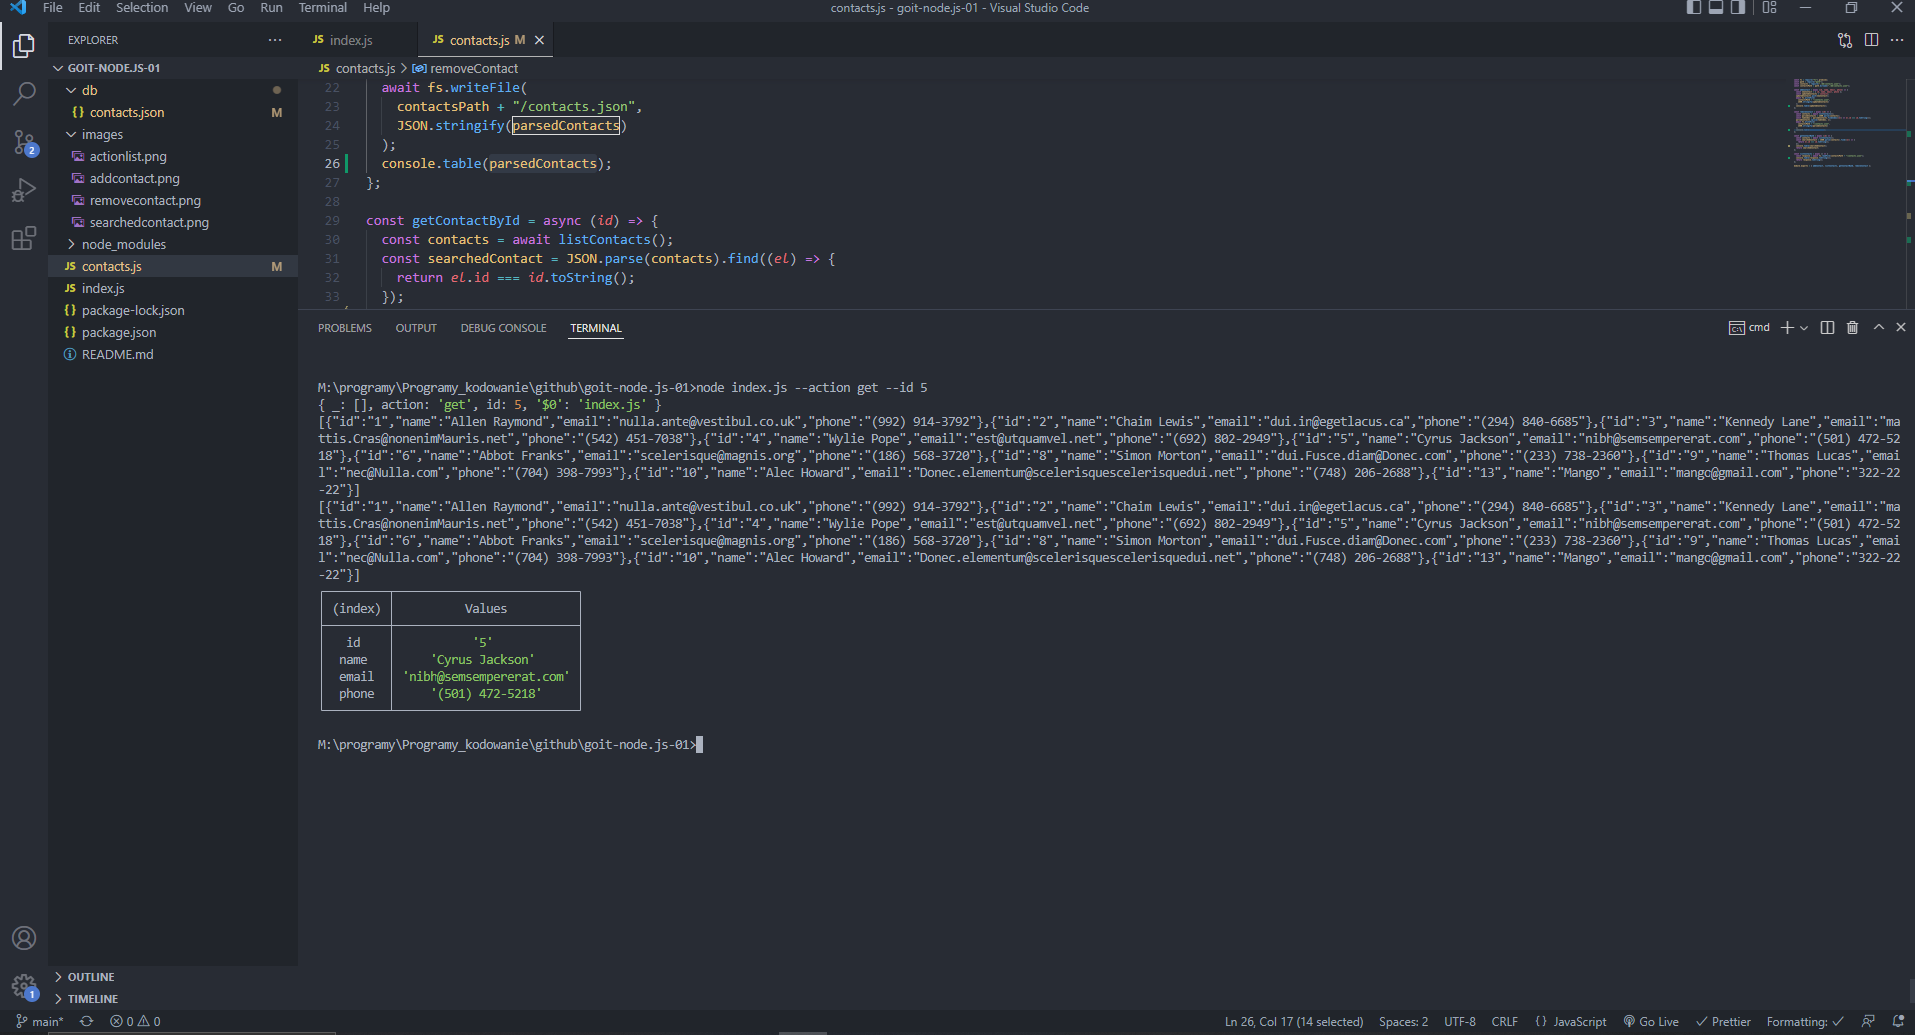 File Edit Selection View Go Run Terminal Help
contacts.js - goit-node.js-01 - Visual Studio Code
EXPLORER
GOIT-NODE.JS-01
db
{} contacts.json M
images
actionlist.png
addcontact.png
removecontact.png
searchedcontact.png
node_modules
JS contacts.js M
JS index.js
{} package-lock.json
{} package.json
README.md
OUTLINE
TIMELINE
2
1
JS index.js
JS contacts.js M
JS contacts.js > removeContact
22 await fs.writeFile(
23 contactsPath + "/contacts.json",
24 JSON.stringify(parsedContacts)
25 );
26 console.table(parsedContacts);
27 };
28
29 const getContactById = async (id) => {
30 const contacts = await listContacts();
31 const searchedContact = JSON.parse(contacts).find((el) => {
32 return el.id === id.toString();
33 });
PROBLEMS OUTPUT DEBUG CONSOLE TERMINAL
cmd
M:\programy\Programy_kodowanie\github\goit-node.js-01>node index.js --action get --id 5
{ _: [], action: 'get', id: 5, '$0': 'index.js' }
[{"id":"1","name":"Allen Raymond","email":"nulla.ante@vestibul.co.uk","phone":"(992) 914-3792"},{"id":"2","name":"Chaim Lewis","email":"dui.in@egetlacus.ca","phone":"(294) 840-6685"},{"id":"3","name":"Kennedy Lane","email":"ma
ttis.Cras@nonenimMauris.net","phone":"(542) 451-7038"},{"id":"4","name":"Wylie Pope","email":"est@utquamvel.net","phone":"(692) 802-2949"},{"id":"5","name":"Cyrus Jackson","email":"nibh@semsempererat.com","phone":"(501) 472-52
18"},{"id":"6","name":"Abbot Franks","email":"scelerisque@magnis.org","phone":"(186) 568-3720"},{"id":"8","name":"Simon Morton","email":"dui.Fusce.diam@Donec.com","phone":"(233) 738-2360"},{"id":"9","name":"Thomas Lucas","emai
l":"nec@Nulla.com","phone":"(704) 398-7993"},{"id":"10","name":"Alec Howard","email":"Donec.elementum@scelerisquescelerisquedui.net","phone":"(748) 206-2688"},{"id":"13","name":"Mango","email":"mango@gmail.com","phone":"322-22
-22"}]
[{"id":"1","name":"Allen Raymond","email":"nulla.ante@vestibul.co.uk","phone":"(992) 914-3792"},{"id":"2","name":"Chaim Lewis","email":"dui.in@egetlacus.ca","phone":"(294) 840-6685"},{"id":"3","name":"Kennedy Lane","email":"ma
ttis.Cras@nonenimMauris.net","phone":"(542) 451-7038"},{"id":"4","name":"Wylie Pope","email":"est@utquamvel.net","phone":"(692) 802-2949"},{"id":"5","name":"Cyrus Jackson","email":"nibh@semsempererat.com","phone":"(501) 472-52
18"},{"id":"6","name":"Abbot Franks","email":"scelerisque@magnis.org","phone":"(186) 568-3720"},{"id":"8","name":"Simon Morton","email":"dui.Fusce.diam@Donec.com","phone":"(233) 738-2360"},{"id":"9","name":"Thomas Lucas","emai
l":"nec@Nulla.com","phone":"(704) 398-7993"},{"id":"10","name":"Alec Howard","email":"Donec.elementum@scelerisquescelerisquedui.net","phone":"(748) 206-2688"},{"id":"13","name":"Mango","email":"mango@gmail.com","phone":"322-22
-22"}]
(index) Values
id '5'
name 'Cyrus Jackson'
email 'nibh@semsempererat.com'
phone '(501) 472-5218'
M:\programy\Programy_kodowanie\github\goit-node.js-01>
main* 0 0
Ln 26, Col 17 (14 selected) Spaces: 2 UTF-8 CRLF {} JavaScript Go Live Prettier Formatting: